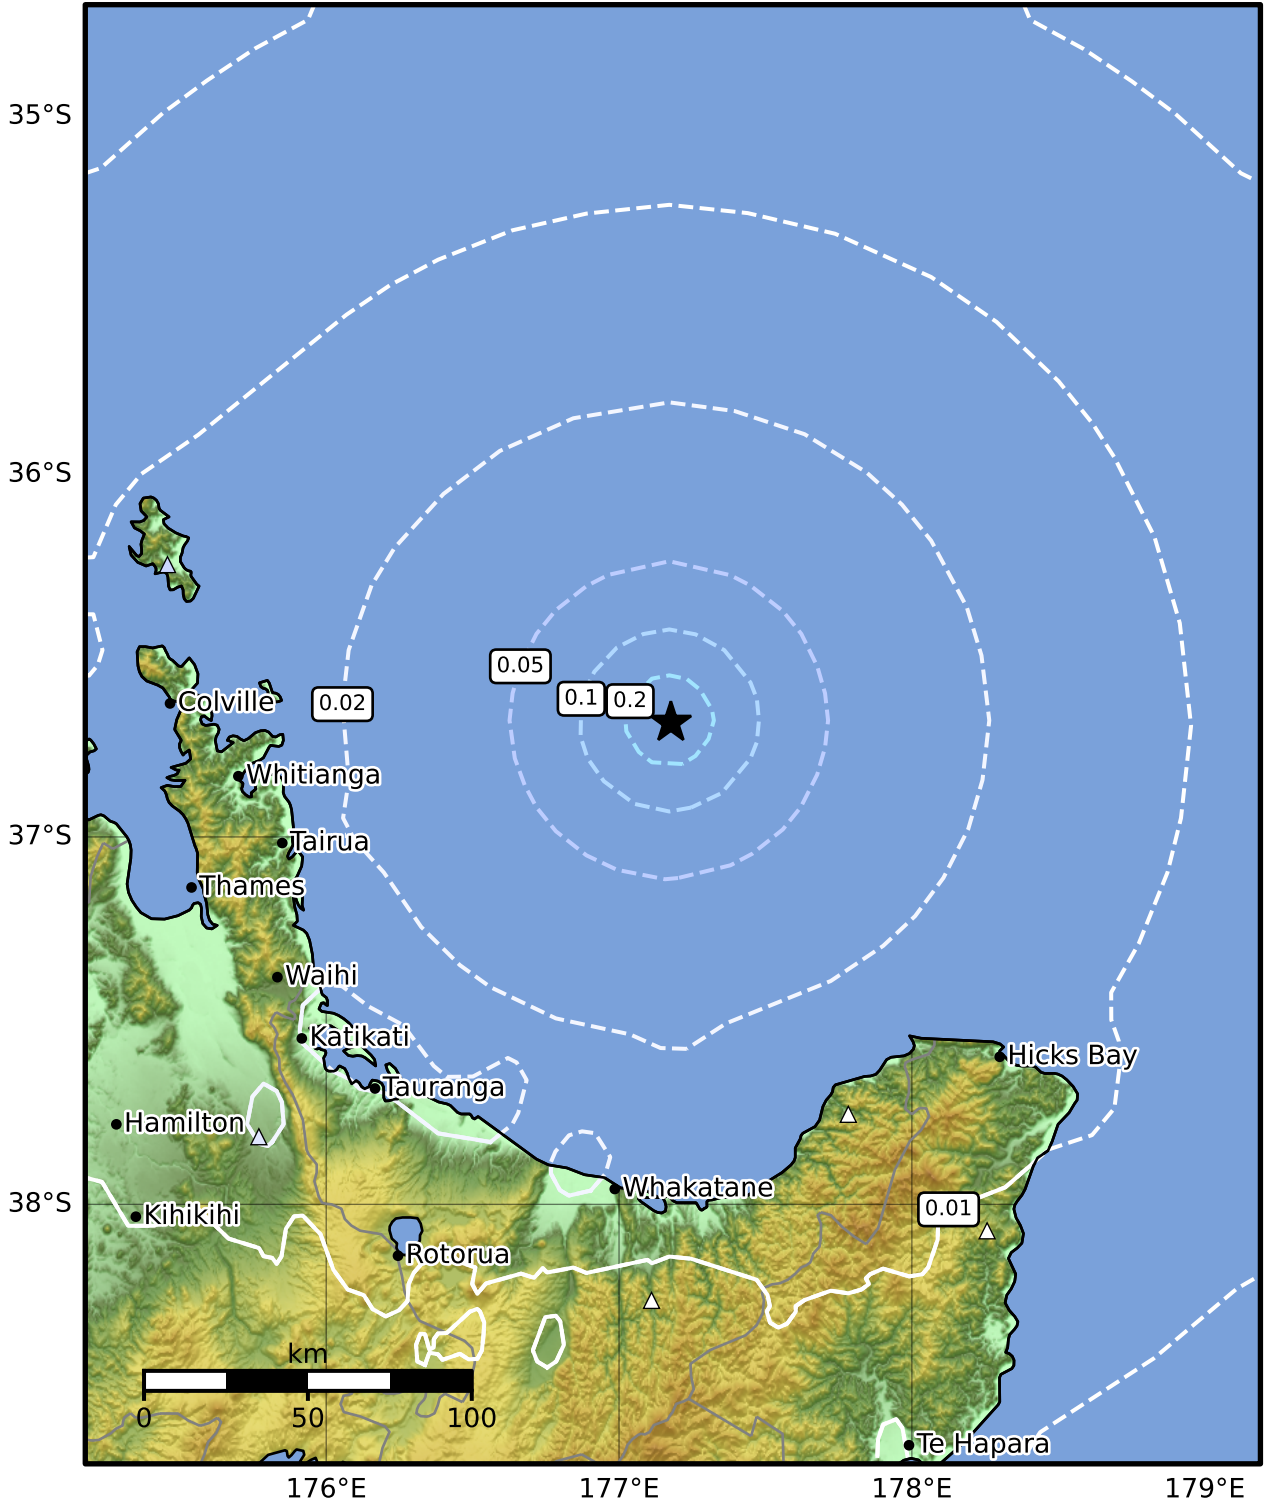 35°S
36°S
0.05
0.1
0.2
Colville
0.02
Whitianga
37°S
Tairua
Thames
Waihi
Katikati
Hicks Bay
Tauranga
Hamilton
Whakatane
38°S
Kihikihi
0.01
Rotorua
km
0
50
100
Te Hapara
176°E
177°E
178°E
179°E